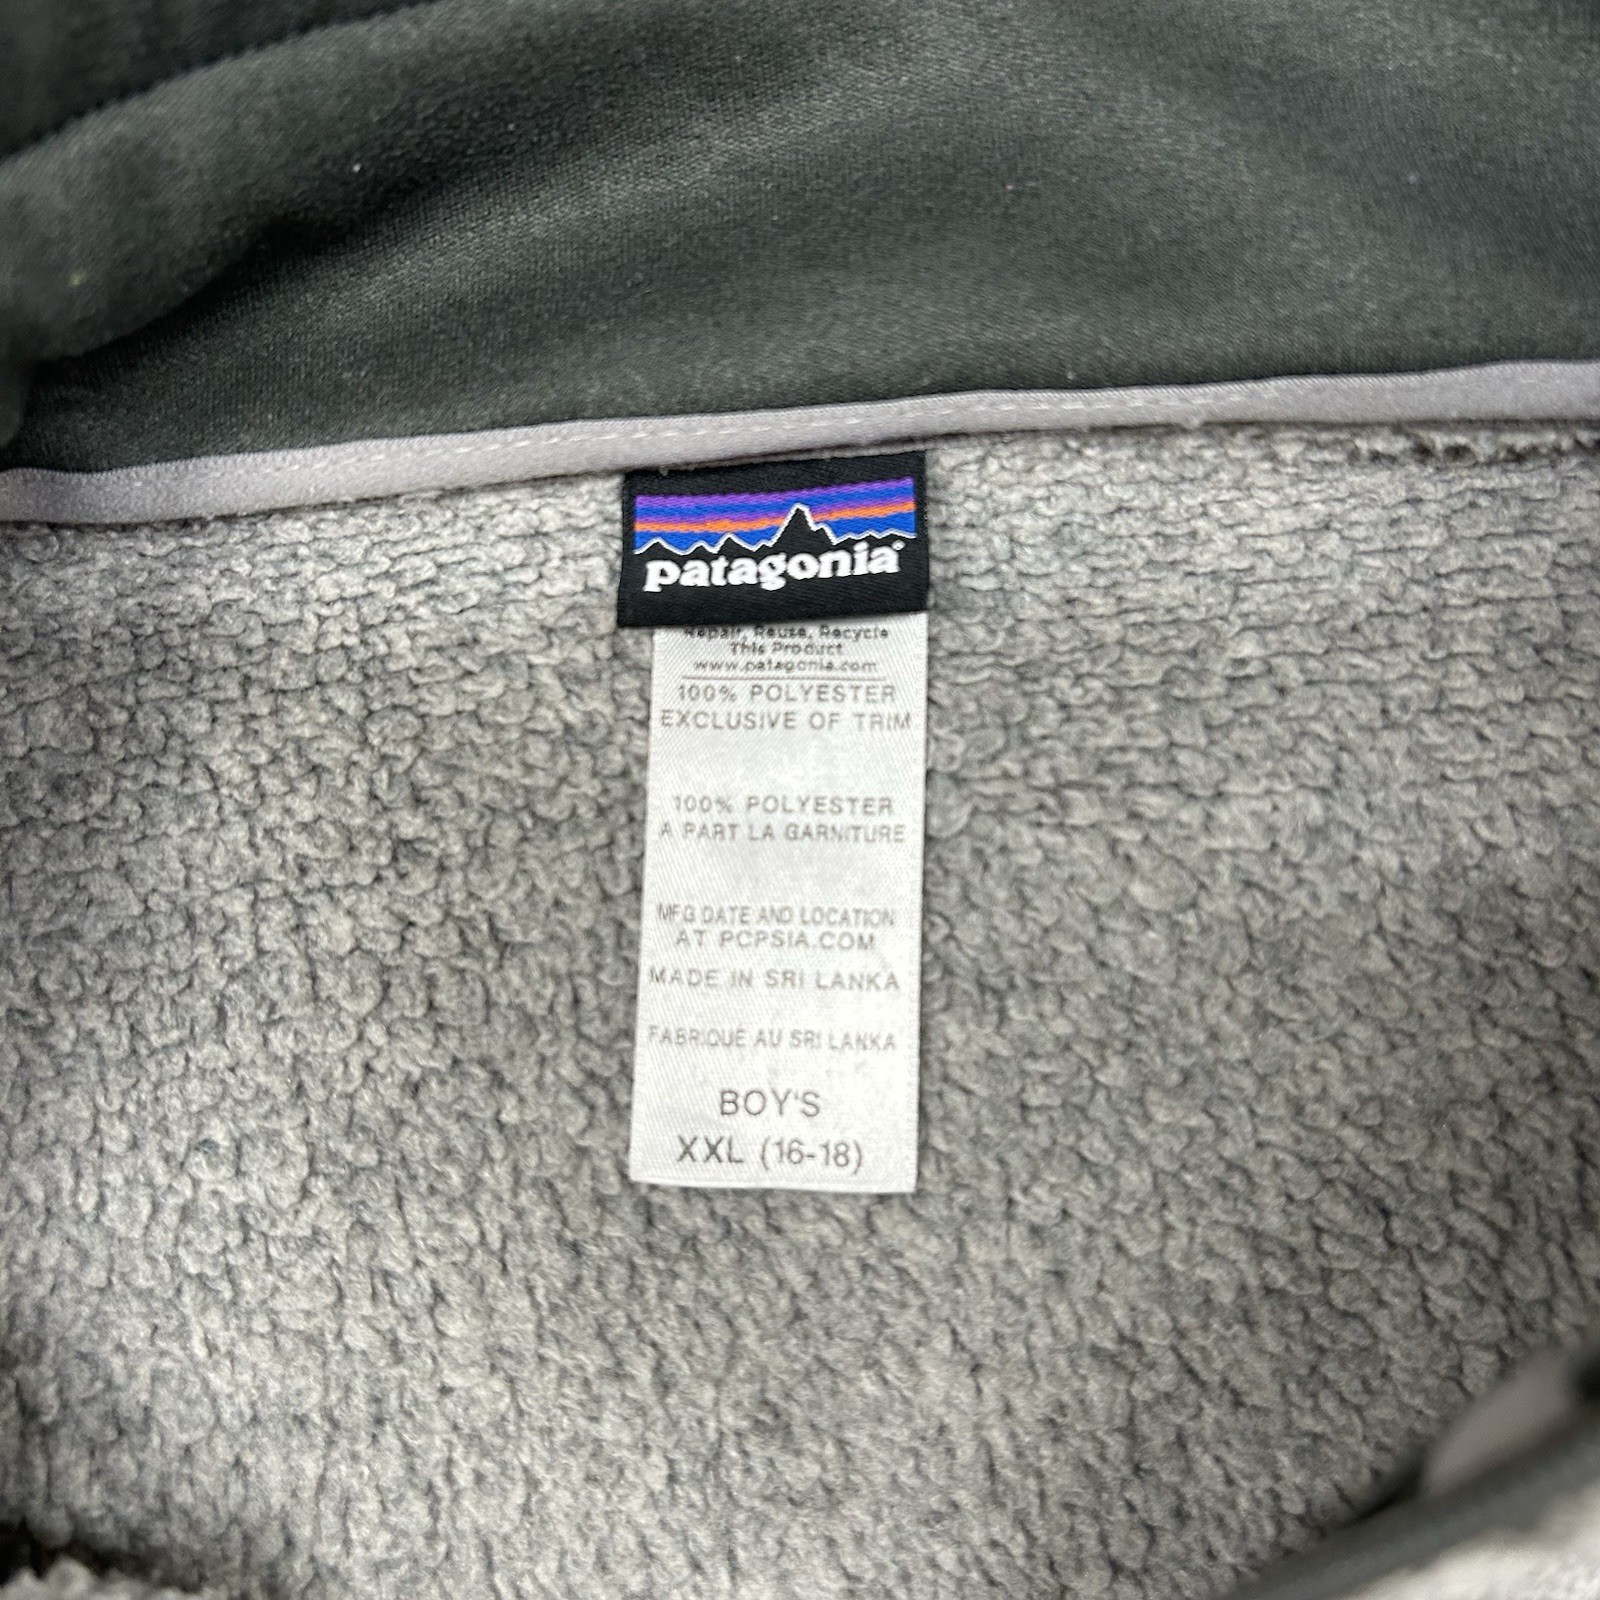 patagonia®
Repair, Reuse, Recycle
This Product
www.patagonia.com
100% POLYESTER
EXCLUSIVE OF TRIM
100% POLYESTER
A PART LA GARNITURE
MFG DATE AND LOCATION
AT PCPSIA.COM
MADE IN SRI LANKA
FABRIQUE AU SRI LANKA
BOY'S
XXL (16-18)